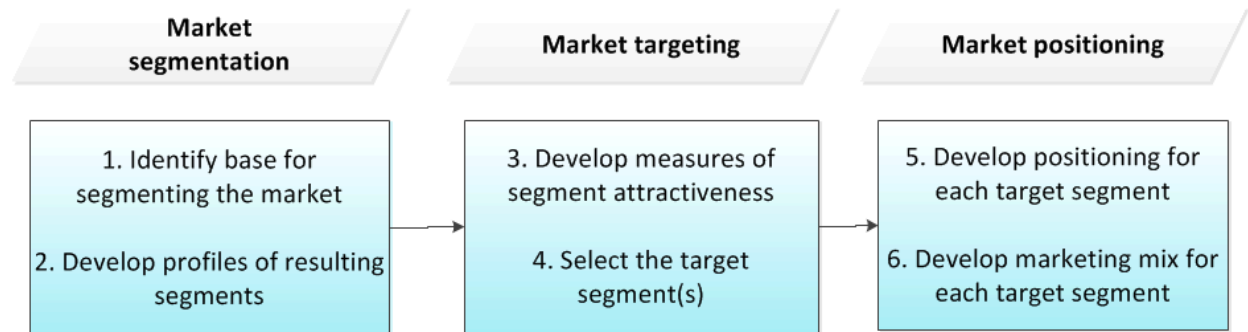 Market
segmentation
Market targeting
Market positioning
1. Identify base for
segmenting the market
2. Develop profiles of resulting
segments
3. Develop measures of
segment attractiveness
4. Select the target
segment(s)
5. Develop positioning for
each target segment
6. Develop marketing mix for
each target segment